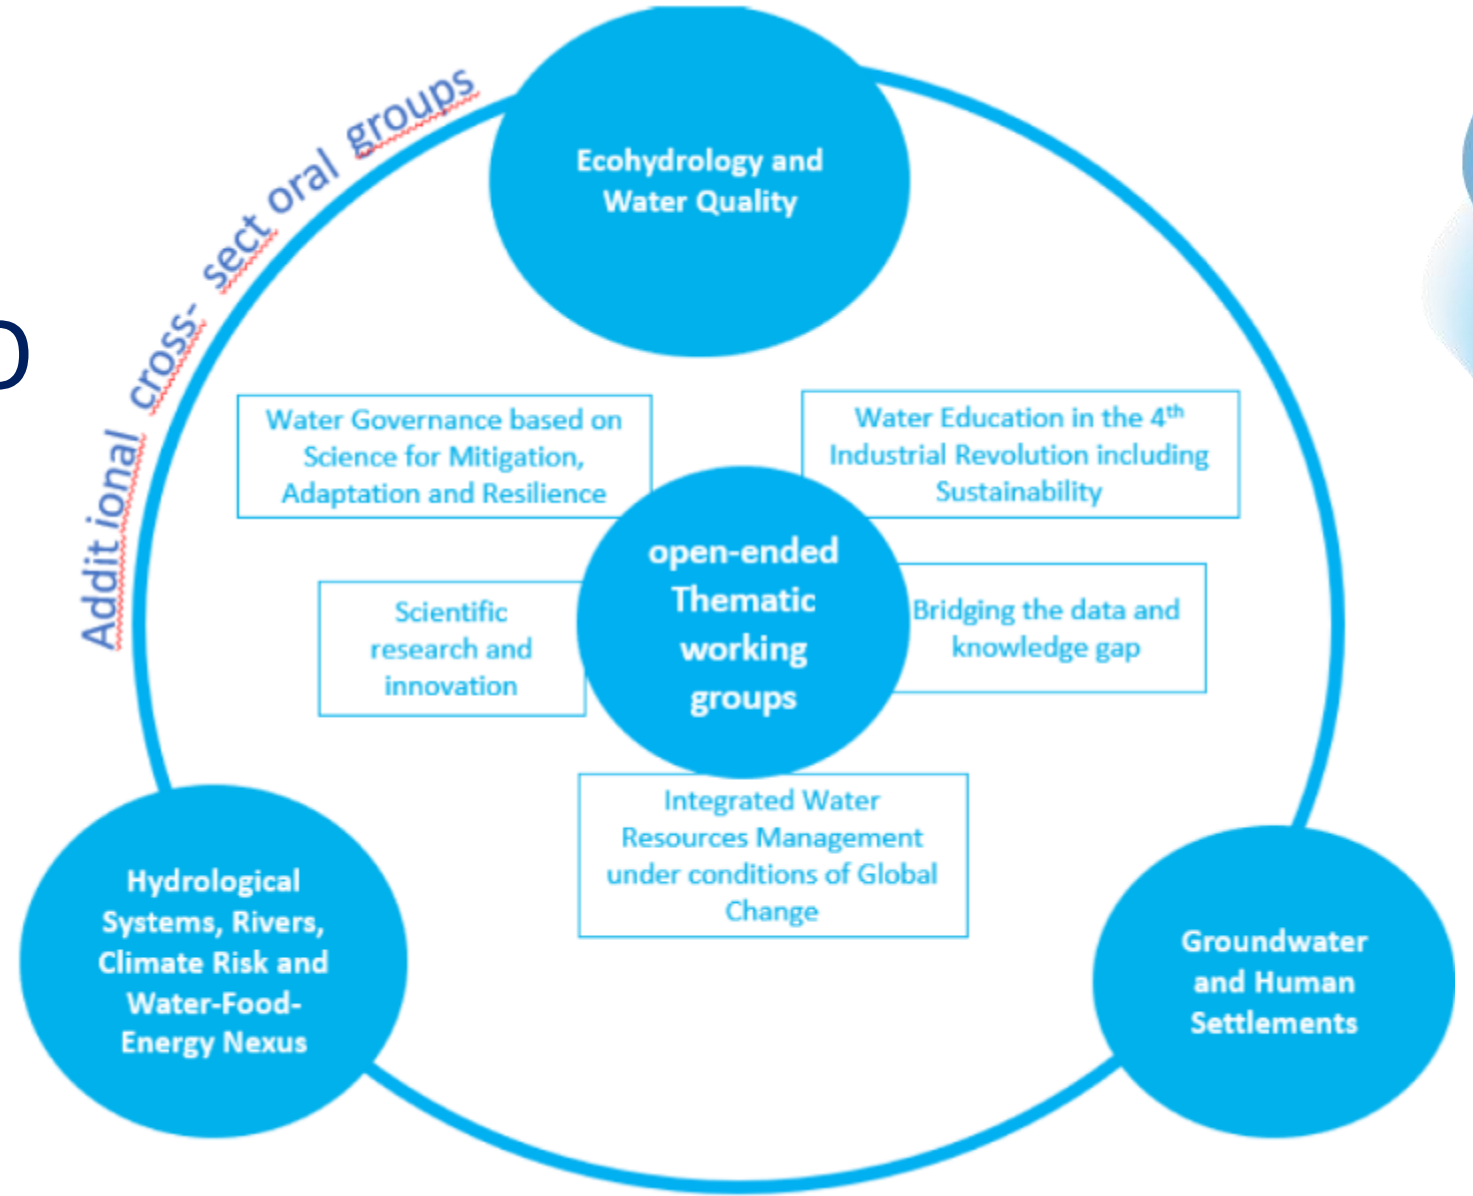 Addit ional cross- sect oral groups
Ecohydrology and
Water Quality
Water Governance based on
Science for Mitigation,
Adaptation and Resilience
Water Education in the 4th
Industrial Revolution including
Sustainability
open-ended
Thematic
working
groups
Scientific
research and
innovation
Bridging the data and
knowledge gap
Integrated Water
Resources Management
under conditions of Global
Change
Hydrological
Systems, Rivers,
Climate Risk and
Water-Food-
Energy Nexus
Groundwater
and Human
Settlements